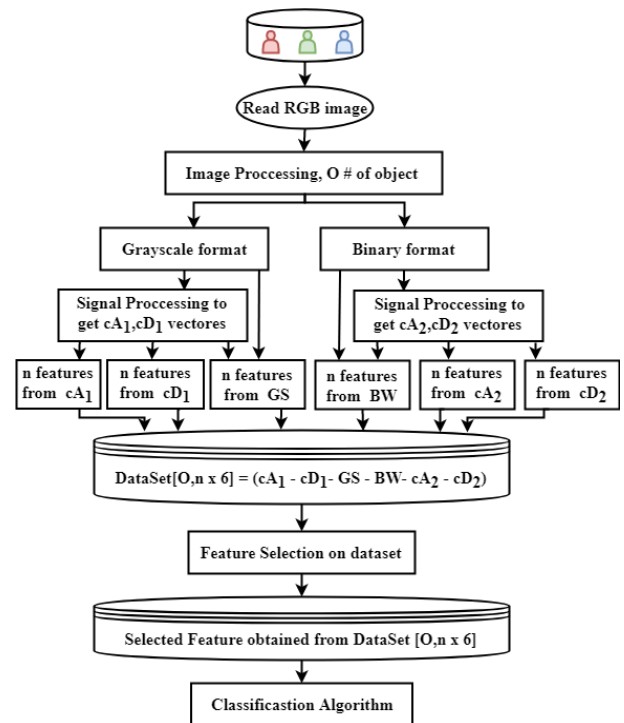 Read RGB image
Image Proccessing, O # of object
Grayscale format
Binary format
Signal Proccessing to
get cA1,cD1 vectores
Signal Proccessing to
get cA2,cD2 vectores
n features
from cA1
n features
from cD1
n features
from GS
n features
from BW
n features
from cA2
n features
from cD2
DataSet[O,n x 6] = (cA1 - cD1- GS - BW- cA2 - cD2)
Feature Selection on dataset
Selected Feature obtained from DataSet [O,n x 6]
Classificastion Algorithm